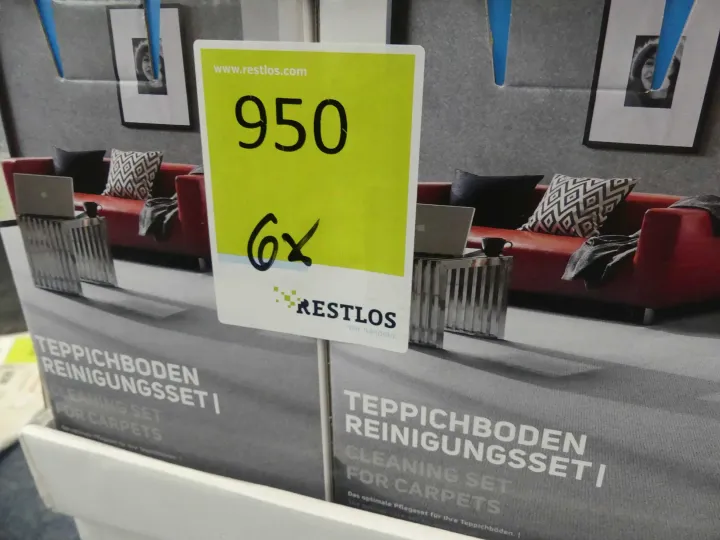 www.restlos.com
950
6x
RESTLOS
TEPPICHBODEN
REINIGUNGSSET |
CLEANING SET
FOR CARPETS
TEPPICHBODEN
REINIGUNGSSET |
CLEANING SET
FOR CARPETS
Das optimale Pflegeset für Ihre Teppichböden. |